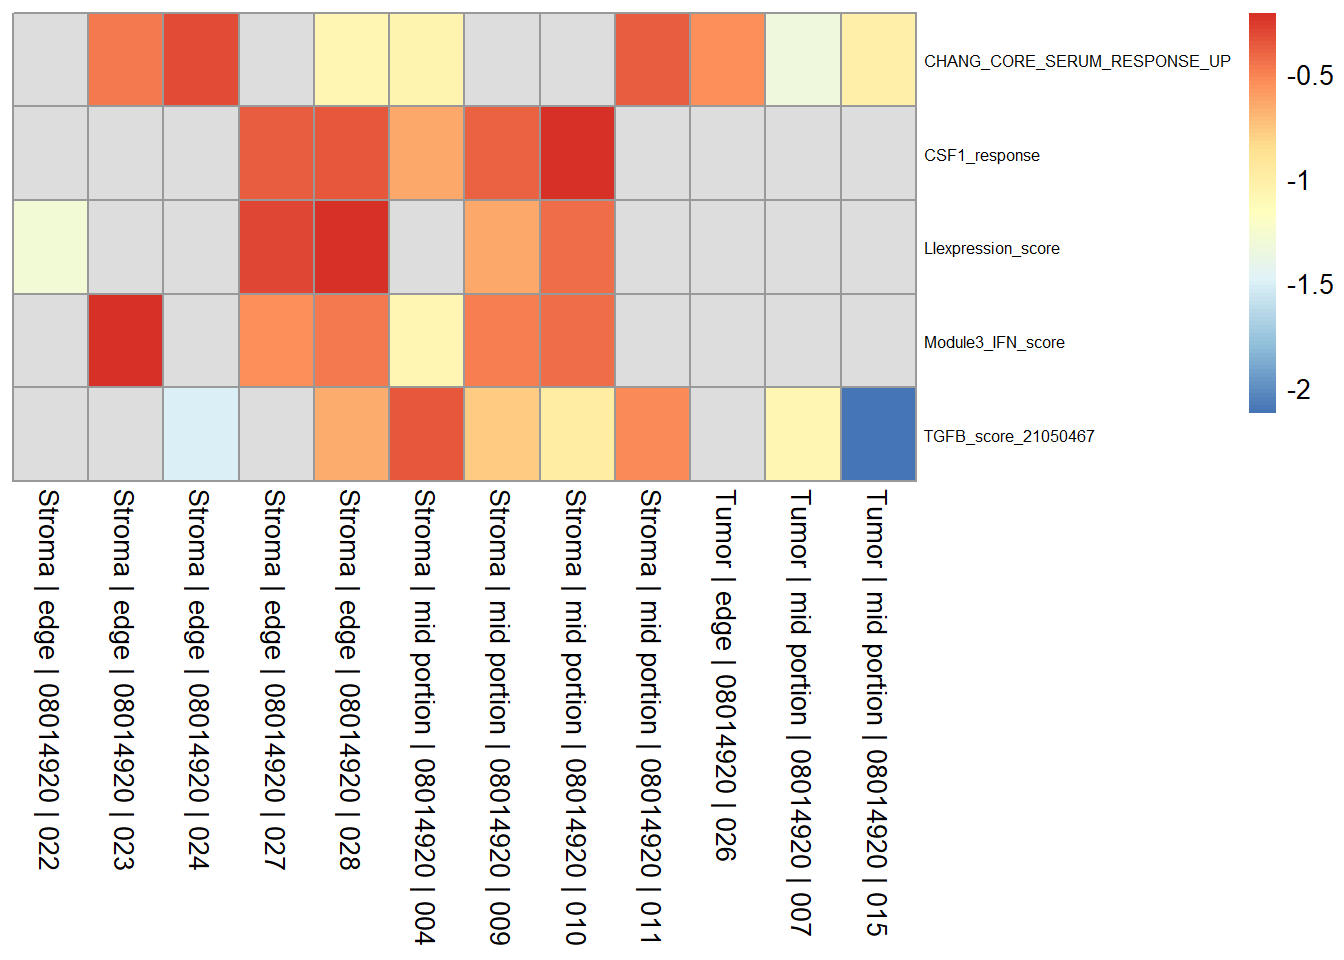 CHANG_CORE_SERUM_RESPONSE_UP
CSF1_response
LIexpression_score
Module3_IFN_score
TGFB_score_21050467
-0.5
-1
-1.5
-2
Stroma | edge | 08014920 | 022
Stroma | edge | 08014920 | 023
Stroma | edge | 08014920 | 024
Stroma | edge | 08014920 | 027
Stroma | edge | 08014920 | 028
Stroma | mid portion | 08014920 | 004
Stroma | mid portion | 08014920 | 009
Stroma | mid portion | 08014920 | 010
Stroma | mid portion | 08014920 | 011
Tumor | edge | 08014920 | 026
Tumor | mid portion | 08014920 | 007
Tumor | mid portion | 08014920 | 015